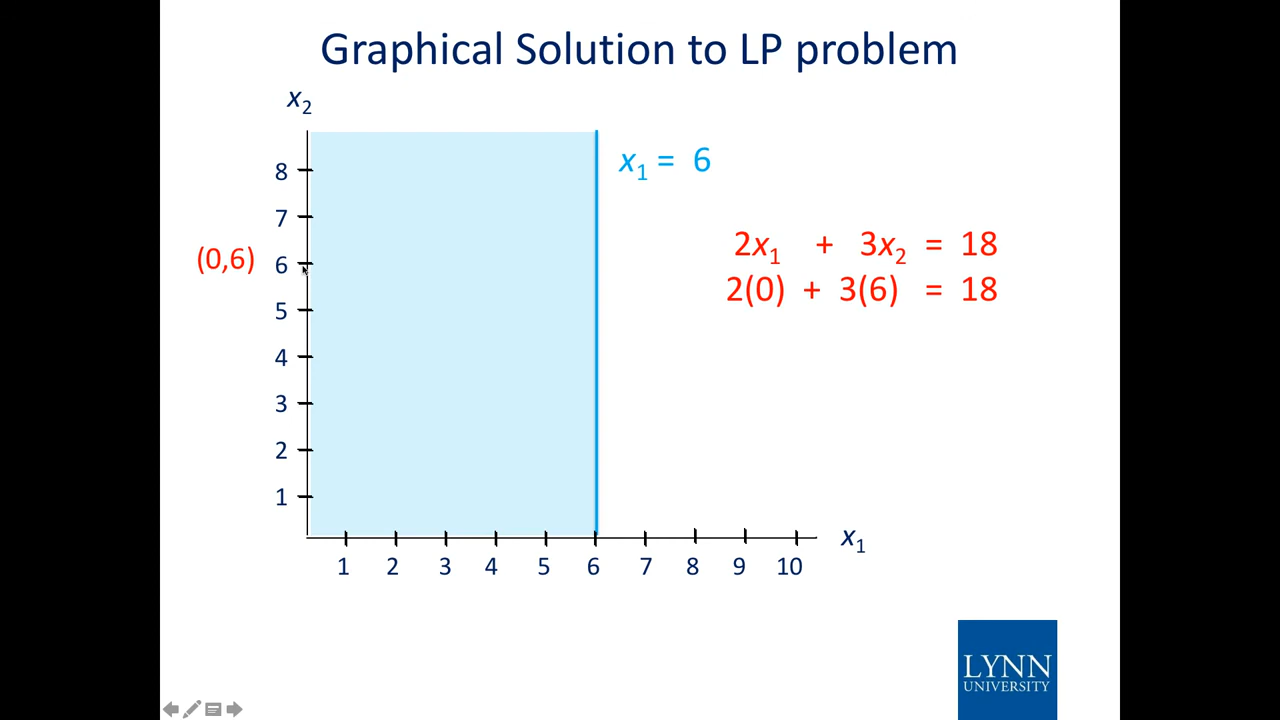 Graphical Solution to LP problem
x₂
8
x₁ = 6
7
2x₁ + 3x₂ = 18
(0,6)
6
2(0) + 3(6) = 18
5
4
3
2
1
x₁
1 2 3 4 5 6 7 8 9 10
LYNN
UNIVERSITY